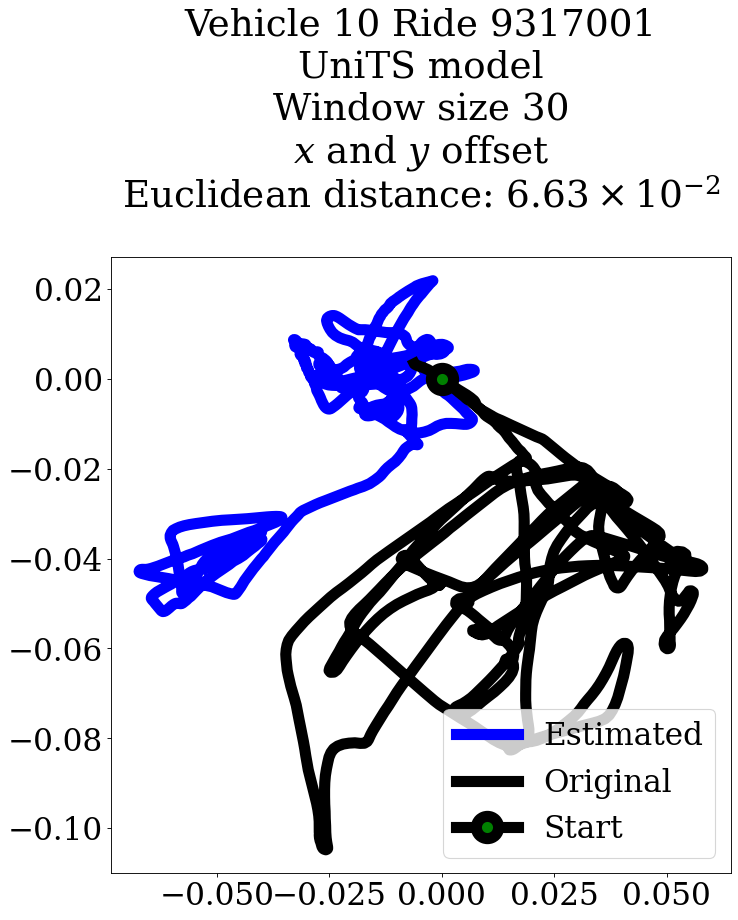 Vehicle 10 Ride 9317001
UniTS model
Window size 30
x and y offset
Euclidean distance: 6.63 × 10⁻²
0.02
0.00
−0.02
−0.04
−0.06
−0.08
−0.10
Estimated
Original
Start
−0.050 −0.025 0.000 0.025 0.050